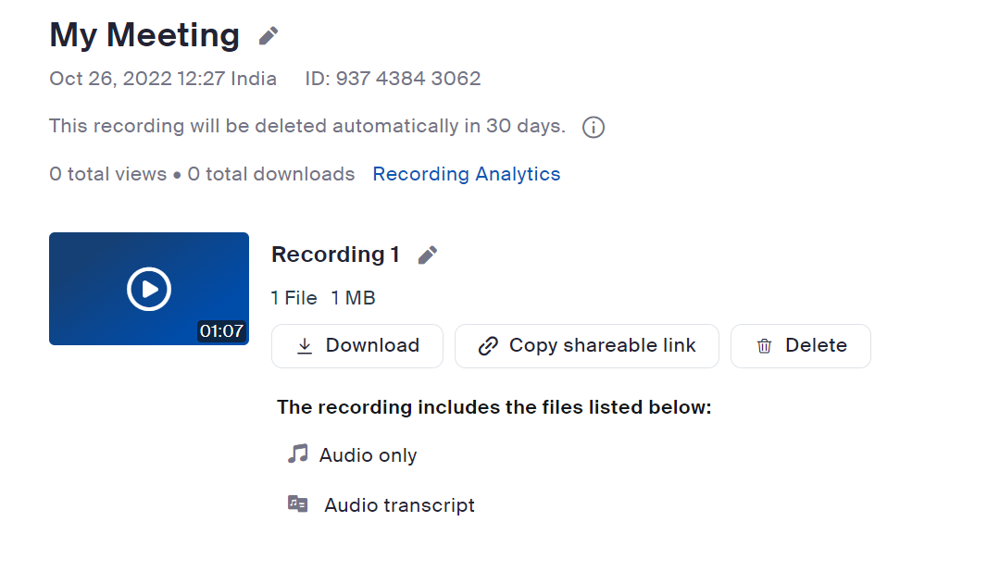 My Meeting
Oct 26, 2022 12:27 India ID: 937 4384 3062
This recording will be deleted automatically in 30 days.
0 total views • 0 total downloads Recording Analytics
01:07
Recording 1
1 File 1 MB
Download Copy shareable link Delete
The recording includes the files listed below:
Audio only
Audio transcript